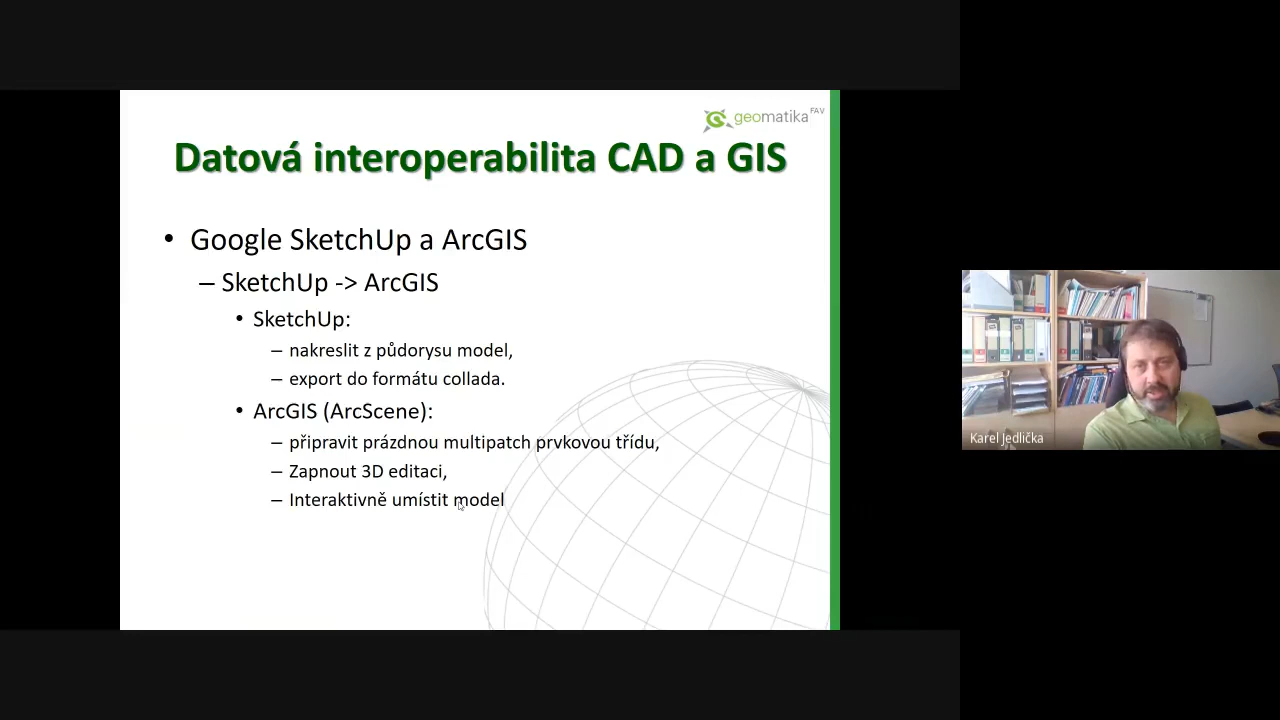 geomatika FAV
Datová interoperabilita CAD a GIS
• Google SketchUp a ArcGIS
– SketchUp -> ArcGIS
• SketchUp:
– nakreslit z půdorysu model,
– export do formátu collada.
• ArcGIS (ArcScene):
– připravit prázdnou multipatch prvkovou třídu,
– Zapnout 3D editaci,
– Interaktivně umístit model
Karel Jedlička